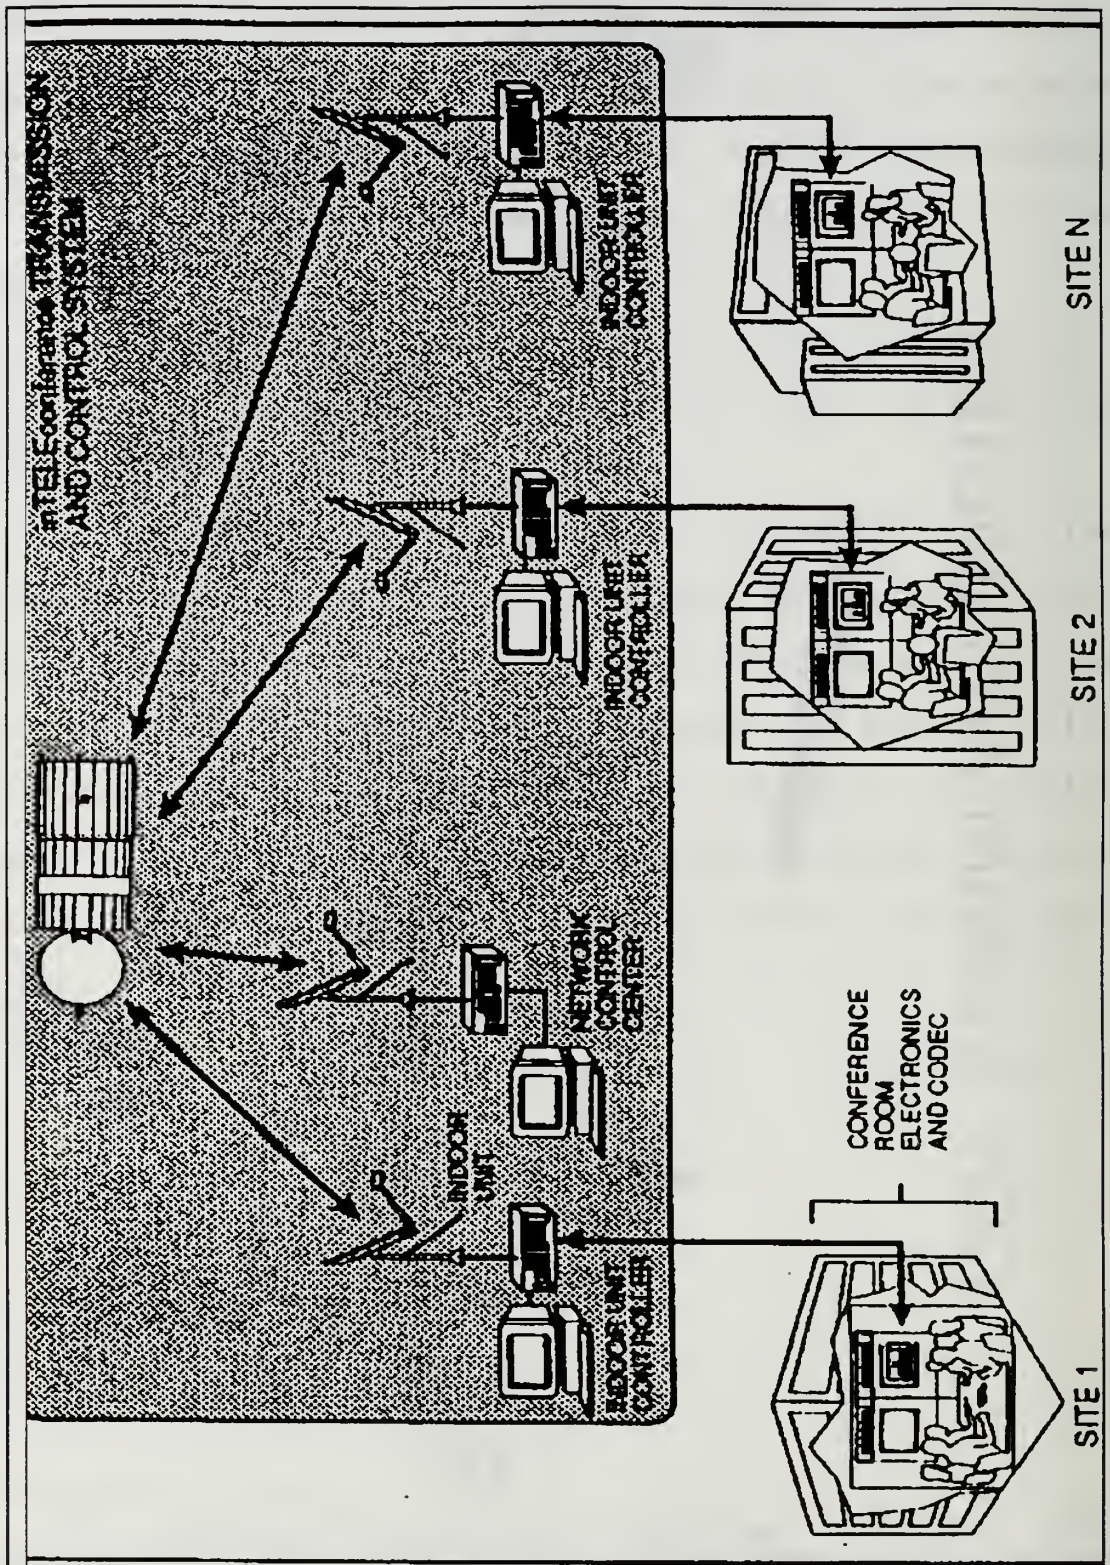 inTELEconference TRANSMISSION
AND CONTROL SYSTEM
INDOOR
UNIT
INDOOR UNIT
CONTROLLER
NETWORK
CONTROL
CENTER
INDOOR UNIT
CONTROLLER
INDOOR UNIT
CONTROLLER
CONFERENCE
ROOM
ELECTRONICS
AND CODEC
SITE 1
SITE 2
SITE N